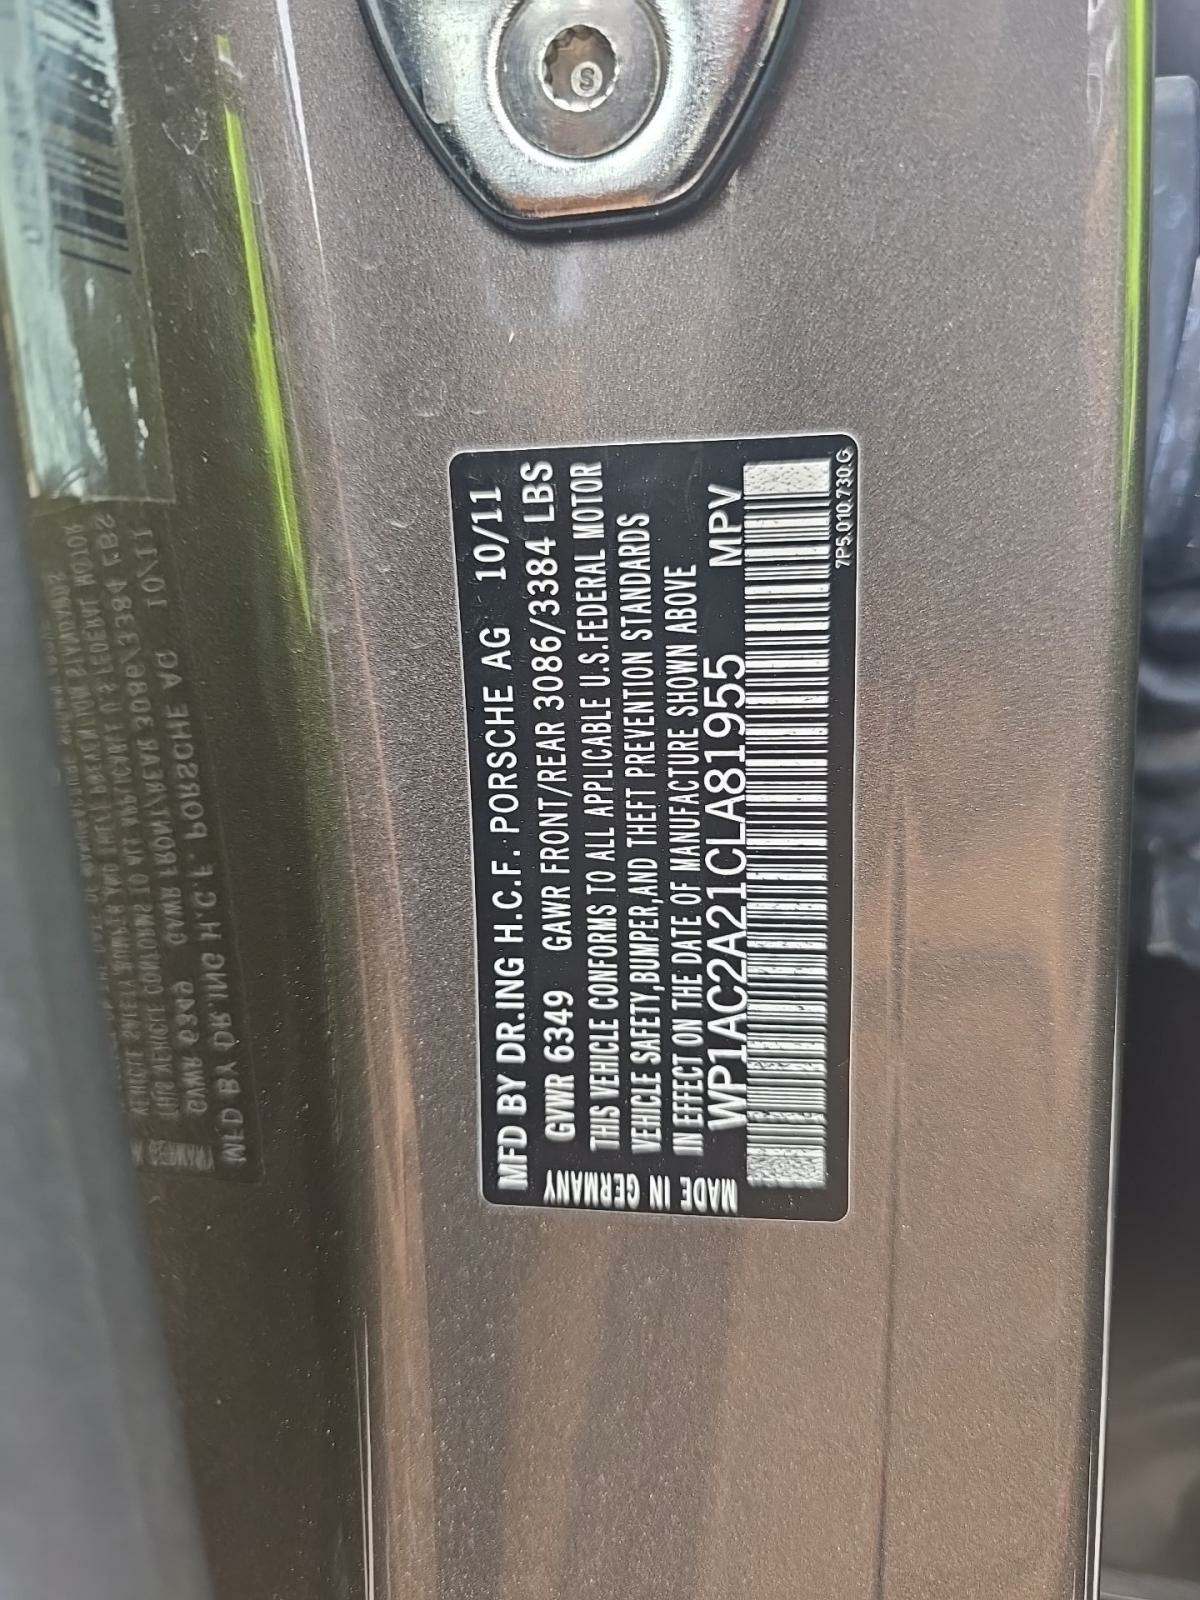 MFD BY DR.ING H.C.F. PORSCHE AG 10/11
GVWR 6349 GAWR FRONT/REAR 3086/3384 LBS
THIS VEHICLE CONFORMS TO ALL APPLICABLE U.S.FEDERAL MOTOR
VEHICLE SAFETY,BUMPER,AND THEFT PREVENTION STANDARDS
IN EFFECT ON THE DATE OF MANUFACTURE SHOWN ABOVE
WP1AC2A21CLA81955 MPV
MADE IN GERMANY
7P5.010.730.G
S